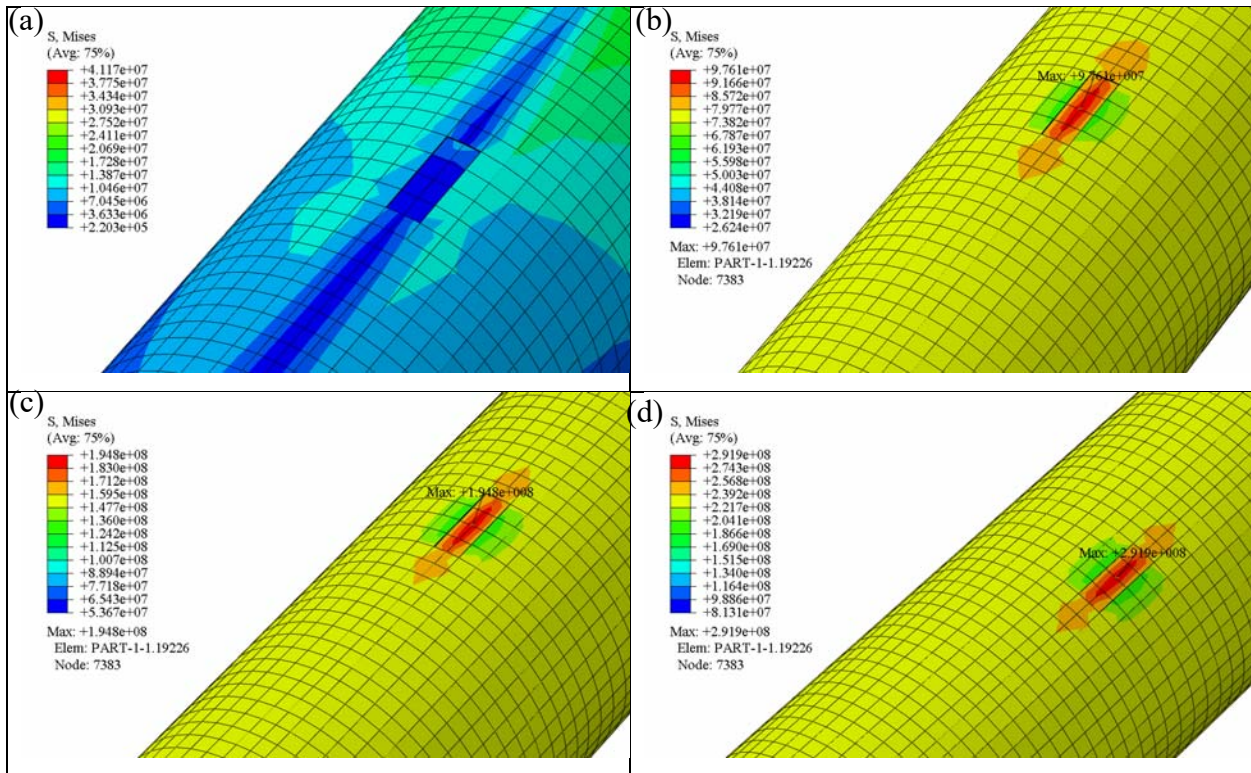 (a)
S, Mises
(Avg: 75%)
+4.117e+07
+3.775e+07
+3.434e+07
+3.093e+07
+2.752e+07
+2.411e+07
+2.069e+07
+1.728e+07
+1.387e+07
+1.046e+07
+7.045e+06
+3.633e+06
+2.203e+05
(b)
S, Mises
(Avg: 75%)
+9.761e+07
+9.166e+07
+8.572e+07
+7.977e+07
+7.382e+07
+6.787e+07
+6.193e+07
+5.598e+07
+5.003e+07
+4.408e+07
+3.814e+07
+3.219e+07
+2.624e+07
Max: +9.761e+07
Elem: PART-1-1.19226
Node: 7383
Max: +9.761e+007
(c)
S, Mises
(Avg: 75%)
+1.948e+08
+1.830e+08
+1.712e+08
+1.595e+08
+1.477e+08
+1.360e+08
+1.242e+08
+1.125e+08
+1.007e+08
+8.894e+07
+7.718e+07
+6.543e+07
+5.367e+07
Max: +1.948e+08
Elem: PART-1-1.19226
Node: 7383
Max: +1.948e+008
(d)
S, Mises
(Avg: 75%)
+2.919e+08
+2.743e+08
+2.568e+08
+2.392e+08
+2.217e+08
+2.041e+08
+1.866e+08
+1.690e+08
+1.515e+08
+1.340e+08
+1.164e+08
+9.886e+07
+8.131e+07
Max: +2.919e+08
Elem: PART-1-1.19226
Node: 7383
Max: +2.919e+008